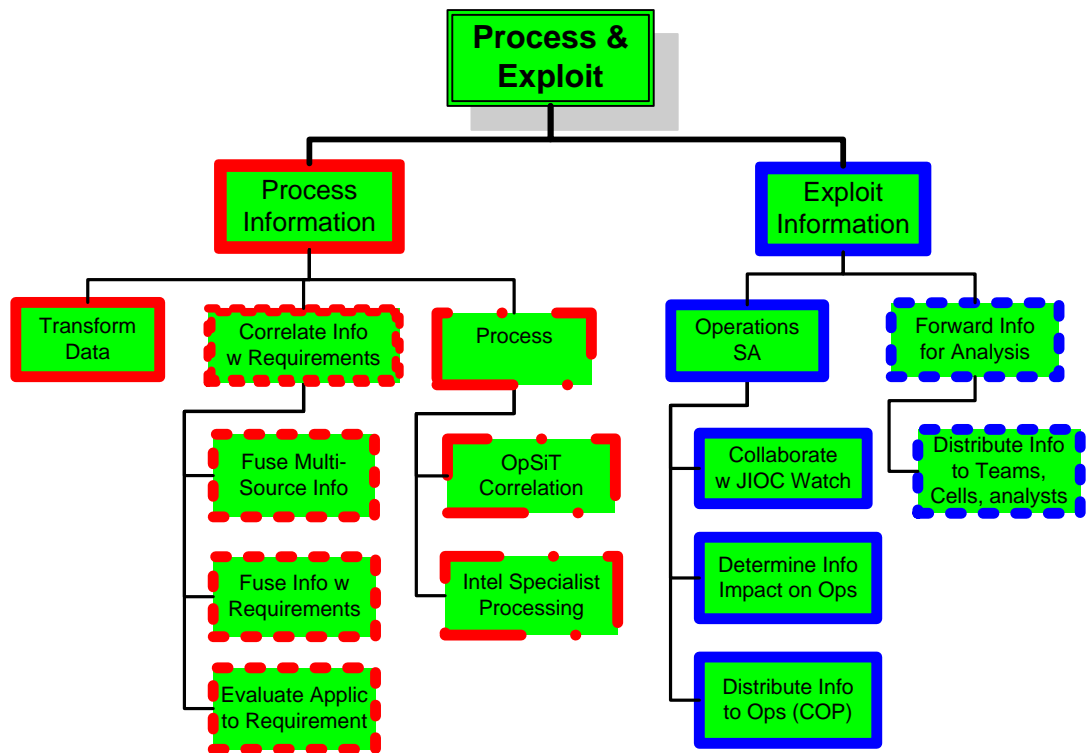 Process &
Exploit
Process
Information
Exploit
Information
Transform
Data
Correlate Info
w Requirements
Process
Operations
SA
Forward Info
for Analysis
Fuse Multi-
Source Info
OpSiT
Correlation
Collaborate
w JIOC Watch
Distribute Info
to Teams,
Cells, analysts
Fuse Info w
Requirements
Intel Specialist
Processing
Determine Info
Impact on Ops
Evaluate Applic
to Requirement
Distribute Info
to Ops (COP)